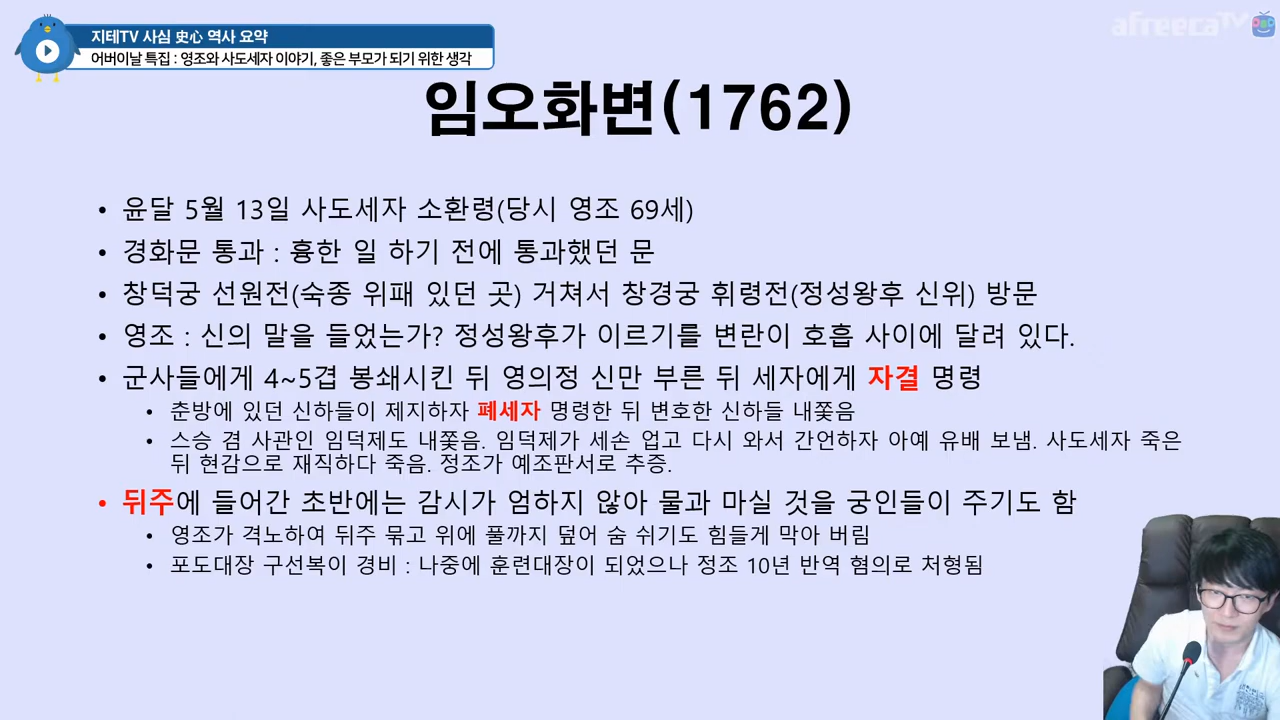 지테TV 사심 史心 역사 요약
어버이날 특집 : 영조와 사도세자 이야기, 좋은 부모가 되기 위한 생각
afreecaTV
임오화변(1762)
• 윤달 5월 13일 사도세자 소환령(당시 영조 69세)
• 경화문 통과 : 흉한 일 하기 전에 통과했던 문
• 창덕궁 선원전(숙종 위패 있던 곳) 거쳐서 창경궁 휘령전(정성왕후 신위) 방문
• 영조 : 신의 말을 들었는가? 정성왕후가 이르기를 변란이 호흡 사이에 달려 있다.
• 군사들에게 4~5겹 봉쇄시킨 뒤 영의정 신만 부른 뒤 세자에게 자결 명령
• 춘방에 있던 신하들이 제지하자 폐세자 명령한 뒤 변호한 신하들 내쫓음
• 스승 겸 사관인 임덕제도 내쫓음. 임덕제가 세손 업고 다시 와서 간언하자 아예 유배 보냄. 사도세자 죽은
뒤 현감으로 재직하다 죽음. 정조가 예조판서로 추증.
• 뒤주에 들어간 초반에는 감시가 엄하지 않아 물과 마실 것을 궁인들이 주기도 함
• 영조가 격노하여 뒤주 묶고 위에 풀까지 덮어 숨 쉬기도 힘들게 막아 버림
• 포도대장 구선복이 경비 : 나중에 훈련대장이 되었으나 정조 10년 반역 혐의로 처형됨